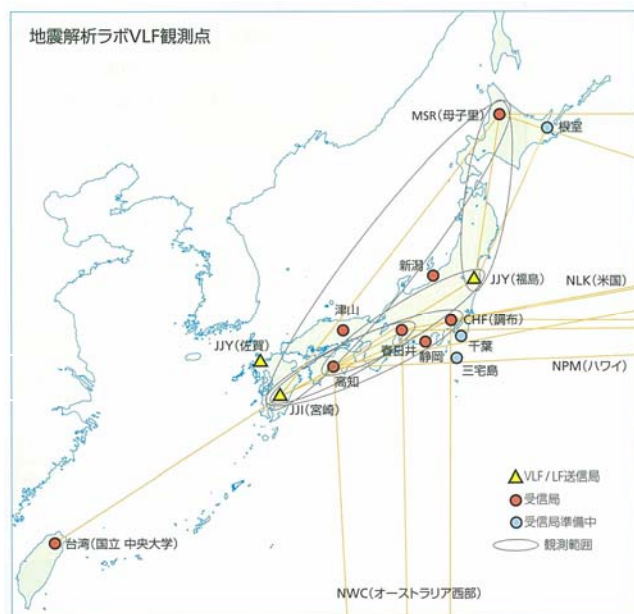 地震解析ラボVLF観測点
MSR(母子里)
根室
新潟
JJY(福島)
NLK(米国)
津山
CHF(調布)
JJY(佐賀)
春日井
千葉
静岡
高知
三宅島
NPM(ハワイ)
JJI(宮崎)
VLF/LF送信局
受信局
受信局準備中
観測範囲
台湾(国立 中央大学)
NWC(オーストラリア西部)